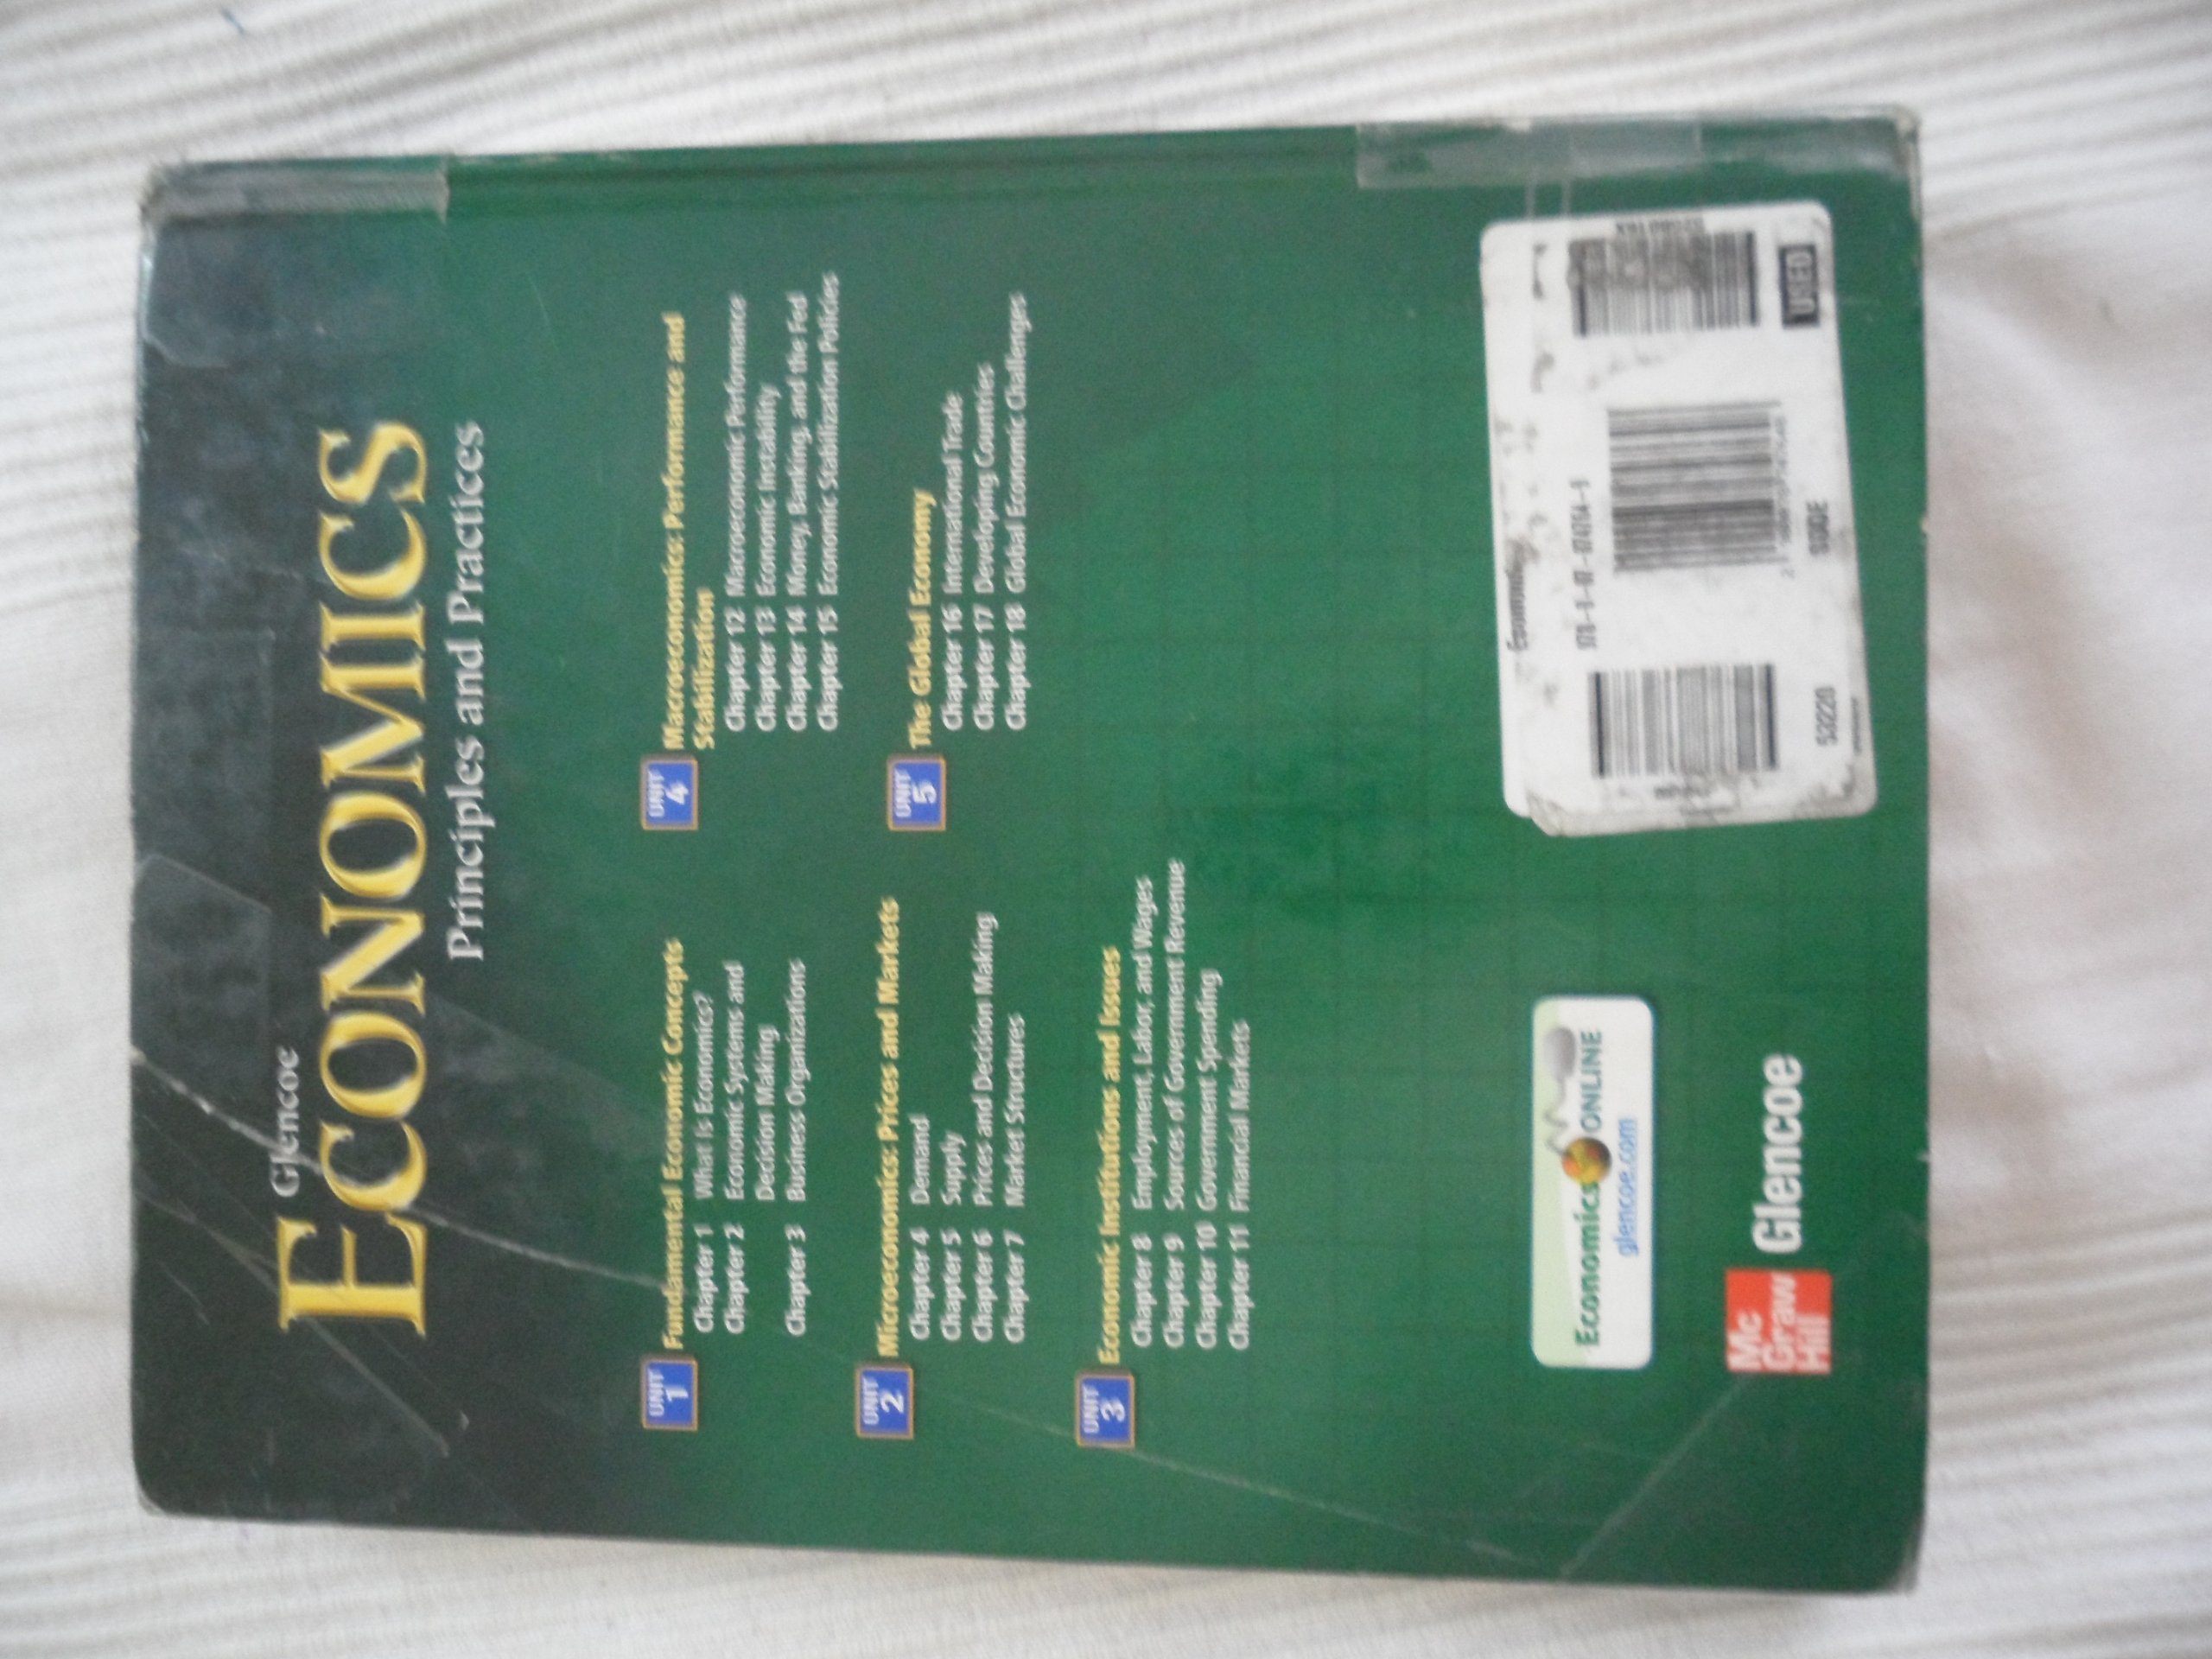 Glencoe
ECONOMICS
Principles and Practices
UNIT 1
Fundamental Economic Concepts
Chapter 1 What Is Economics?
Chapter 2 Economic Systems and
Decision Making
Chapter 3 Business Organizations
UNIT 2
Microeconomics: Prices and Markets
Chapter 4 Demand
Chapter 5 Supply
Chapter 6 Prices and Decision Making
Chapter 7 Market Structures
UNIT 3
Economic Institutions and Issues
Chapter 8 Employment, Labor, and Wages
Chapter 9 Sources of Government Revenue
Chapter 10 Government Spending
Chapter 11 Financial Markets
UNIT 4
Macroeconomics: Performance and
Stabilization
Chapter 12 Macroeconomic Performance
Chapter 13 Economic Instability
Chapter 14 Money, Banking, and the Fed
Chapter 15 Economic Stabilization Policies
UNIT 5
The Global Economy
Chapter 16 International Trade
Chapter 17 Developing Countries
Chapter 18 Global Economic Challenges
Economics ONLINE
glencoe.com
Mc
Graw
Hill
Glencoe
Economics
53220
USED